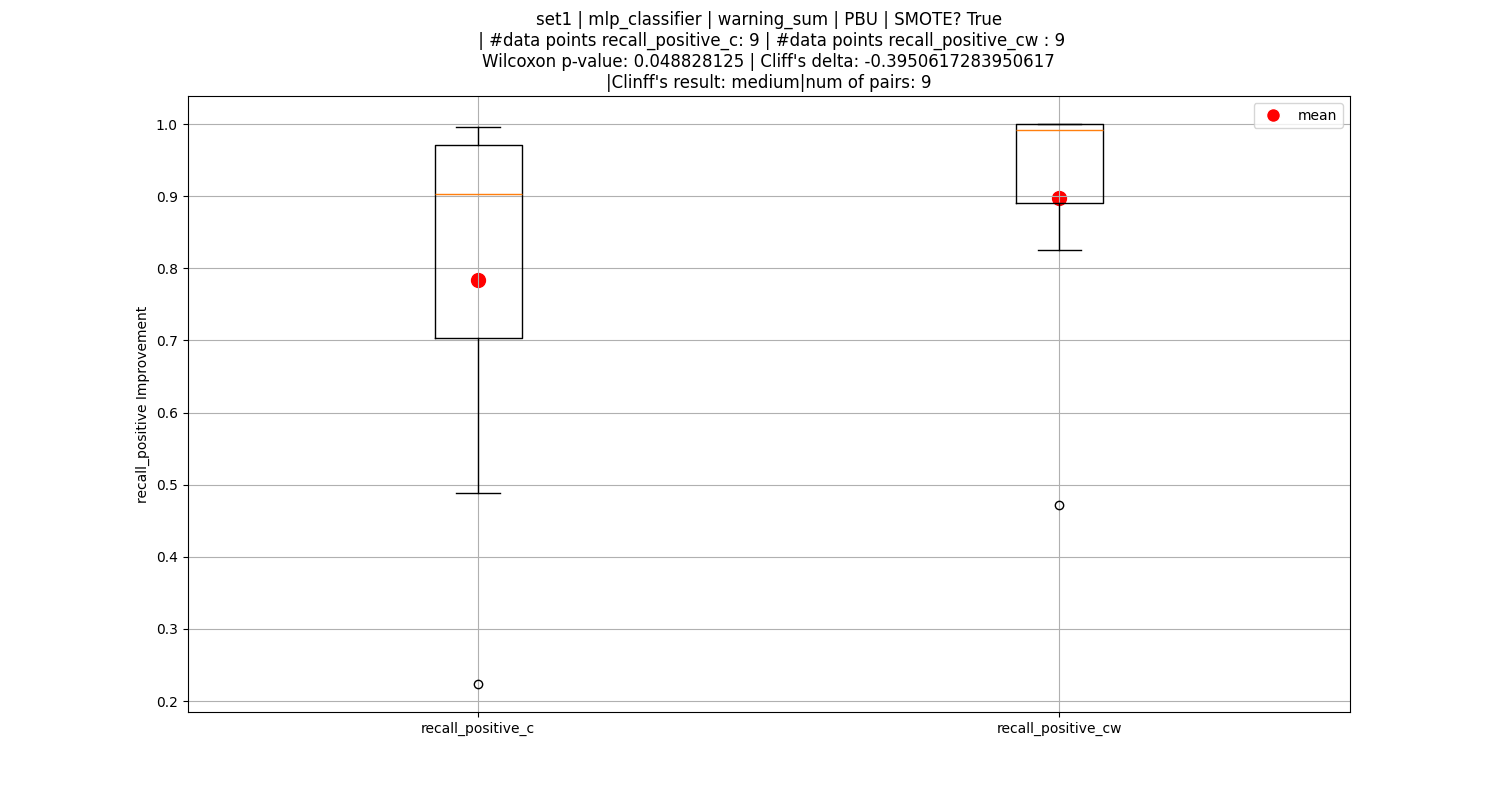 set1 | mlp_classifier | warning_sum | PBU | SMOTE? True
| #data points recall_positive_c: 9 | #data points recall_positive_cw : 9
Wilcoxon p-value: 0.048828125 | Cliff's delta: -0.3950617283950617
|Clinff's result: medium|num of pairs: 9
mean
1.0
0.9
0.8
0.7
0.6
0.5
0.4
0.3
0.2
recall_positive Improvement
recall_positive_c
recall_positive_cw